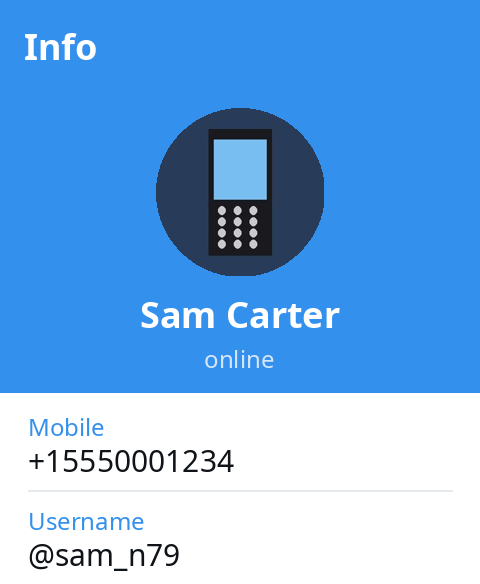 Info
Sam Carter
online
Mobile
+15550001234
Username
@sam_n79